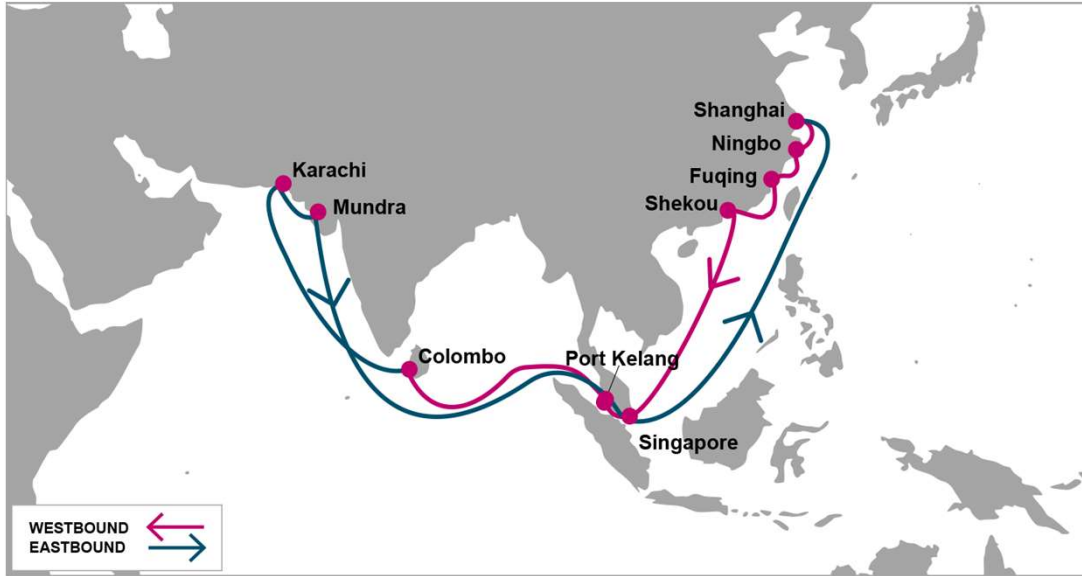 Shanghai
Ningbo
Karachi
Fuqing
Mundra
Shekou
Colombo
Port Kelang
Singapore
WESTBOUND
EASTBOUND